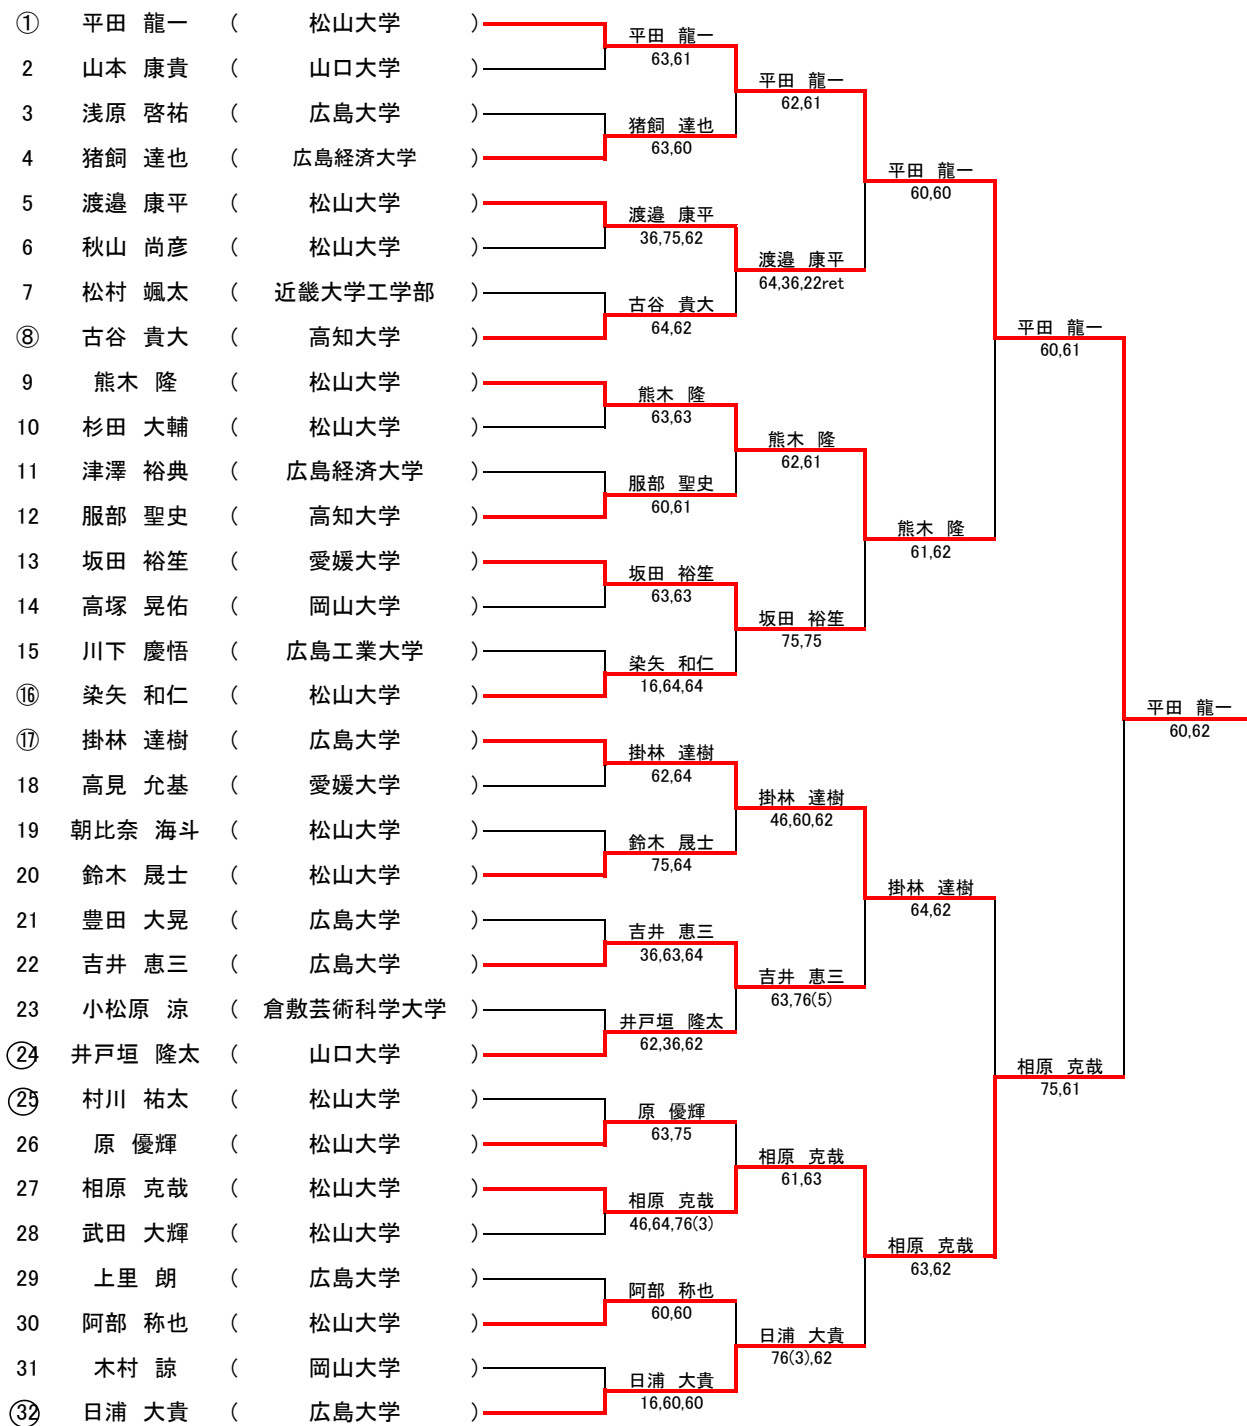 ① 平田 龍一 ( 松山大学 )
2 山本 康貴 ( 山口大学 )
3 浅原 啓祐 ( 広島大学 )
4 猪飼 達也 ( 広島経済大学 )
5 渡邉 康平 ( 松山大学 )
6 秋山 尚彦 ( 松山大学 )
7 松村 颯太 ( 近畿大学工学部 )
⑧ 古谷 貴大 ( 高知大学 )
9 熊木 隆 ( 松山大学 )
10 杉田 大輔 ( 松山大学 )
11 津澤 裕典 ( 広島経済大学 )
12 服部 聖史 ( 高知大学 )
13 坂田 裕笙 ( 愛媛大学 )
14 高塚 晃佑 ( 岡山大学 )
15 川下 慶悟 ( 広島工業大学 )
⑯ 染矢 和仁 ( 松山大学 )
⑰ 掛林 達樹 ( 広島大学 )
18 高見 允基 ( 愛媛大学 )
19 朝比奈 海斗 ( 松山大学 )
20 鈴木 晟士 ( 松山大学 )
21 豊田 大晃 ( 広島大学 )
22 吉井 恵三 ( 広島大学 )
23 小松原 涼 ( 倉敷芸術科学大学 )
24 井戸垣 隆太 ( 山口大学 )
25 村川 祐太 ( 松山大学 )
26 原 優輝 ( 松山大学 )
27 相原 克哉 ( 松山大学 )
28 武田 大輝 ( 松山大学 )
29 上里 朗 ( 広島大学 )
30 阿部 称也 ( 松山大学 )
31 木村 諒 ( 岡山大学 )
32 日浦 大貴 ( 広島大学 )
平田 龍一
63,61
猪飼 達也
63,60
渡邉 康平
36,75,62
古谷 貴大
64,62
熊木 隆
63,63
服部 聖史
60,61
坂田 裕笙
63,63
染矢 和仁
16,64,64
掛林 達樹
62,64
鈴木 晟士
75,64
吉井 恵三
36,63,64
井戸垣 隆太
62,36,62
原 優輝
63,75
相原 克哉
46,64,76(3)
阿部 称也
60,60
日浦 大貴
16,60,60
平田 龍一
62,61
渡邉 康平
64,36,22ret
熊木 隆
62,61
坂田 裕笙
75,75
掛林 達樹
46,60,62
吉井 恵三
63,76(5)
相原 克哉
61,63
日浦 大貴
76(3),62
平田 龍一
60,60
熊木 隆
61,62
掛林 達樹
64,62
相原 克哉
63,62
平田 龍一
60,61
相原 克哉
75,61
平田 龍一
60,62